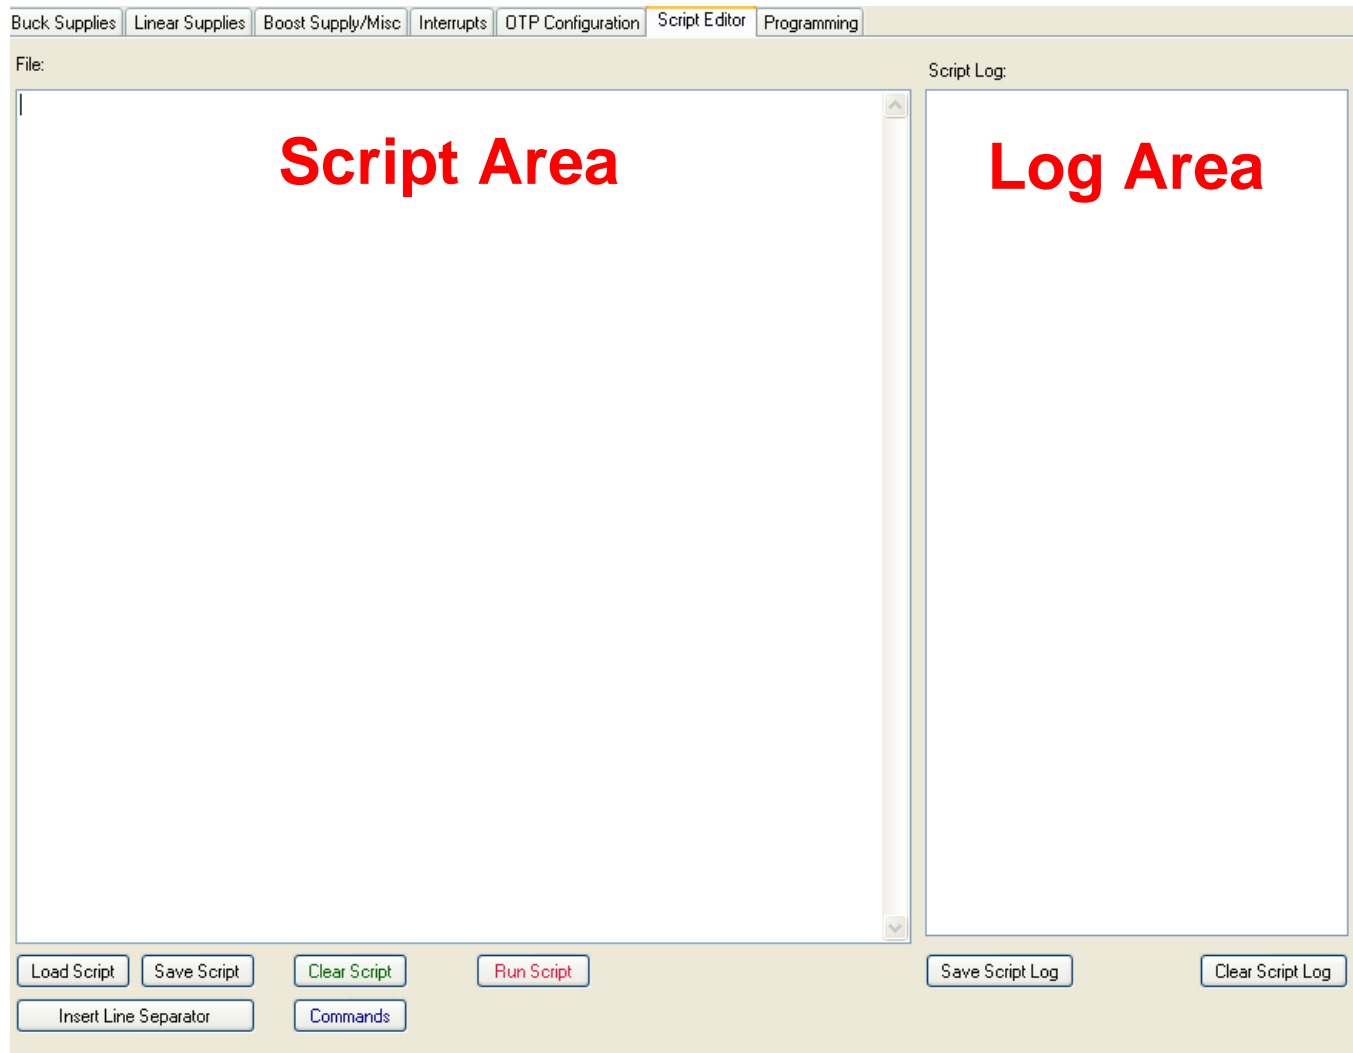 Buck Supplies Linear Supplies Boost Supply/Misc Interrupts OTP Configuration Script Editor Programming
File:
Script Log:
Script Area
Log Area
Load Script Save Script Clear Script Run Script Save Script Log Clear Script Log
Insert Line Separator Commands